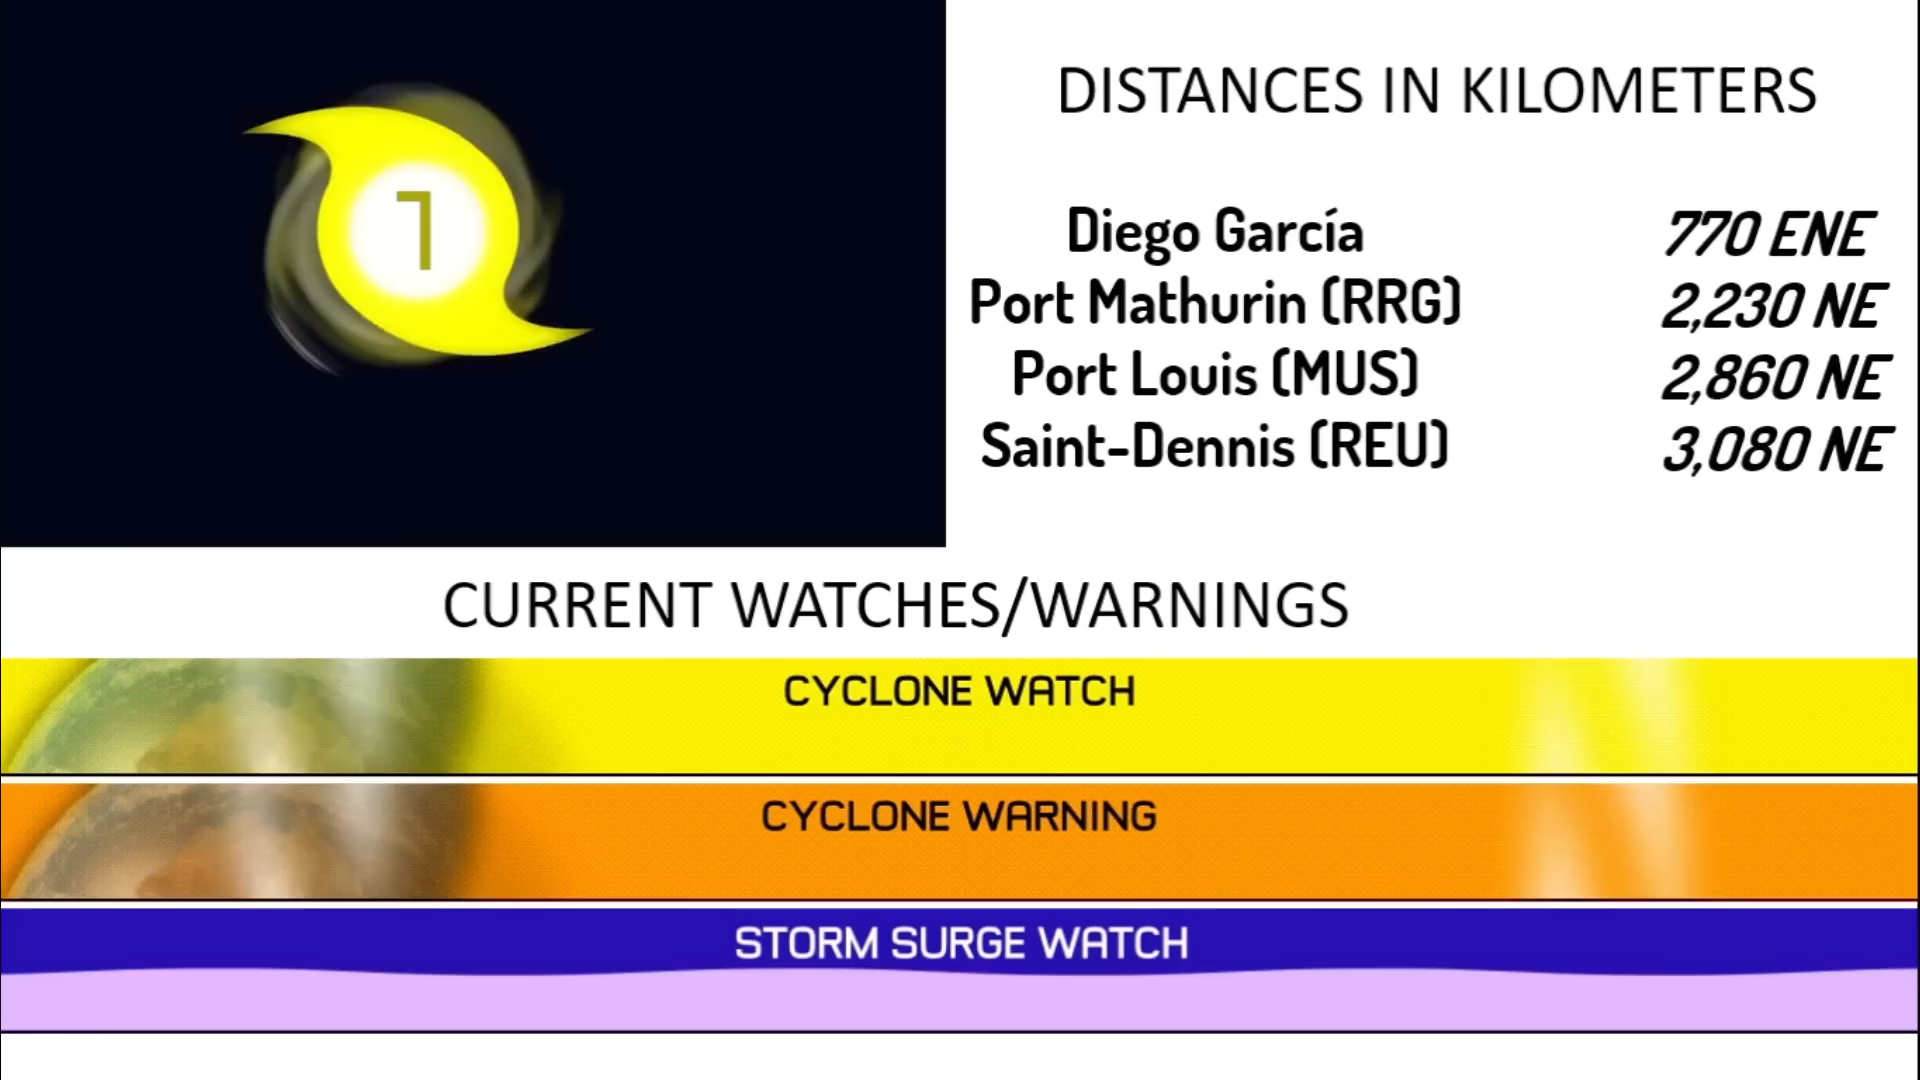 1
DISTANCES IN KILOMETERS
Diego García 770 ENE
Port Mathurin (RRG) 2,230 NE
Port Louis (MUS) 2,860 NE
Saint-Dennis (REU) 3,080 NE
CURRENT WATCHES/WARNINGS
CYCLONE WATCH
CYCLONE WARNING
STORM SURGE WATCH